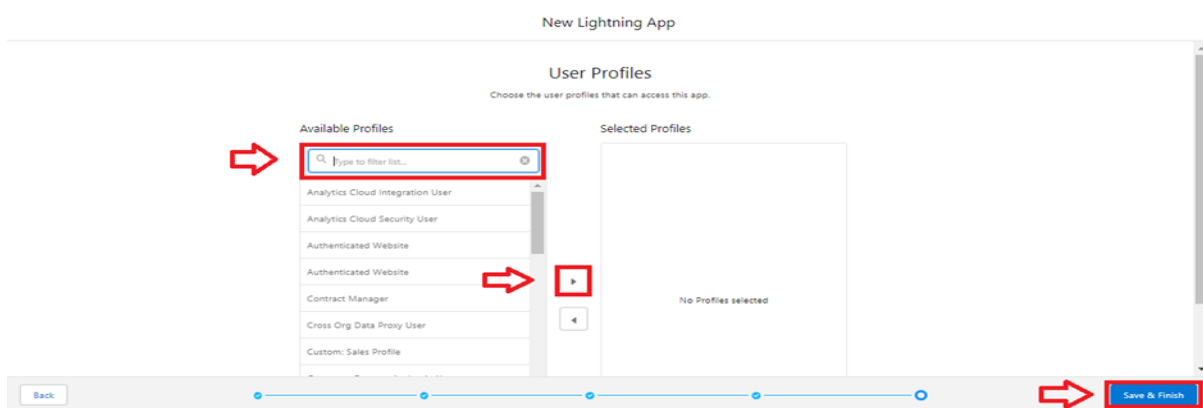 New Lightning App
User Profiles
Choose the user profiles that can access this app.
Available Profiles
Selected Profiles
Type to filter list...
Analytics Cloud Integration User
Analytics Cloud Security User
Authenticated Website
Authenticated Website
Contract Manager
No Profiles selected
Cross Org Data Proxy User
Custom: Sales Profile
Back
Save & Finish